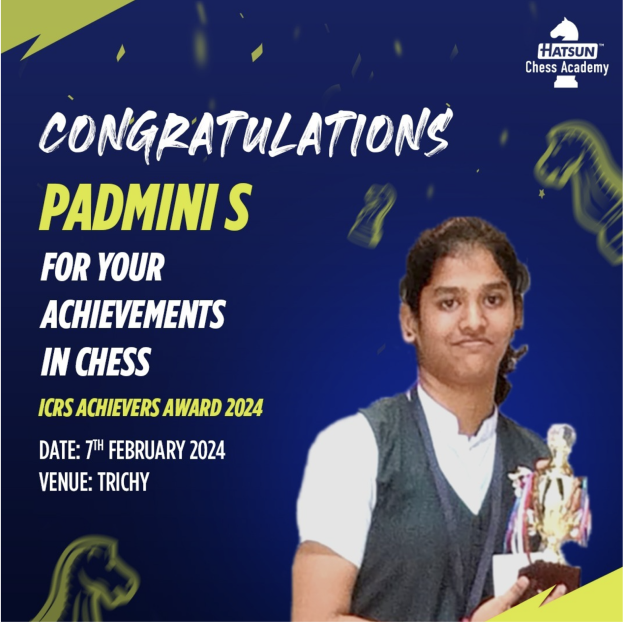 HATSUN™
Chess Academy
CONGRATULATIONS
PADMINI S
FOR YOUR
ACHIEVEMENTS
IN CHESS
ICRS ACHIEVERS AWARD 2024
DATE: 7TH FEBRUARY 2024
VENUE: TRICHY